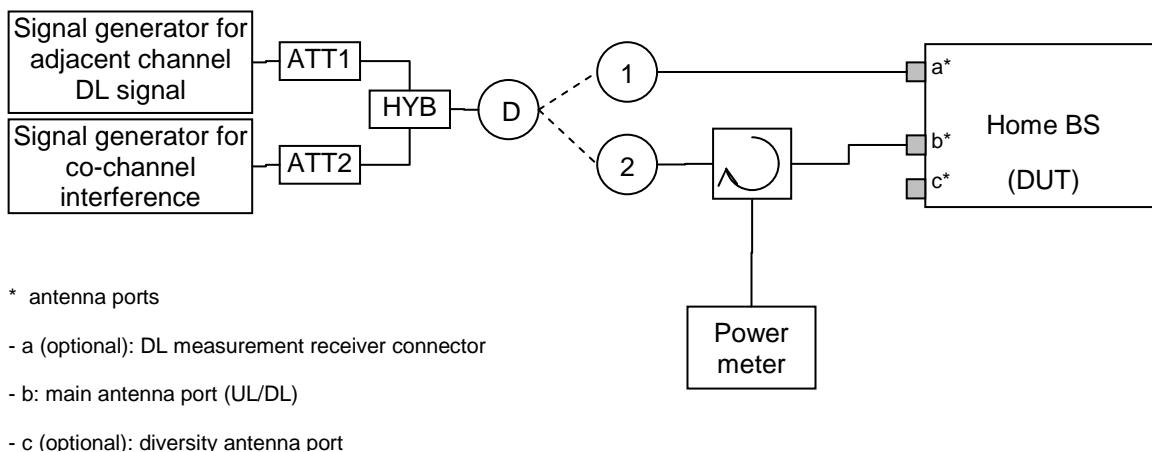 Signal generator for
adjacent channel
DL signal
ATT1
HYB
Signal generator for
co-channel
interference
ATT2
D
1
2
a*
b*
c*
Home BS
(DUT)
Power
meter
* antenna ports
- a (optional): DL measurement receiver connector
- b: main antenna port (UL/DL)
- c (optional): diversity antenna port